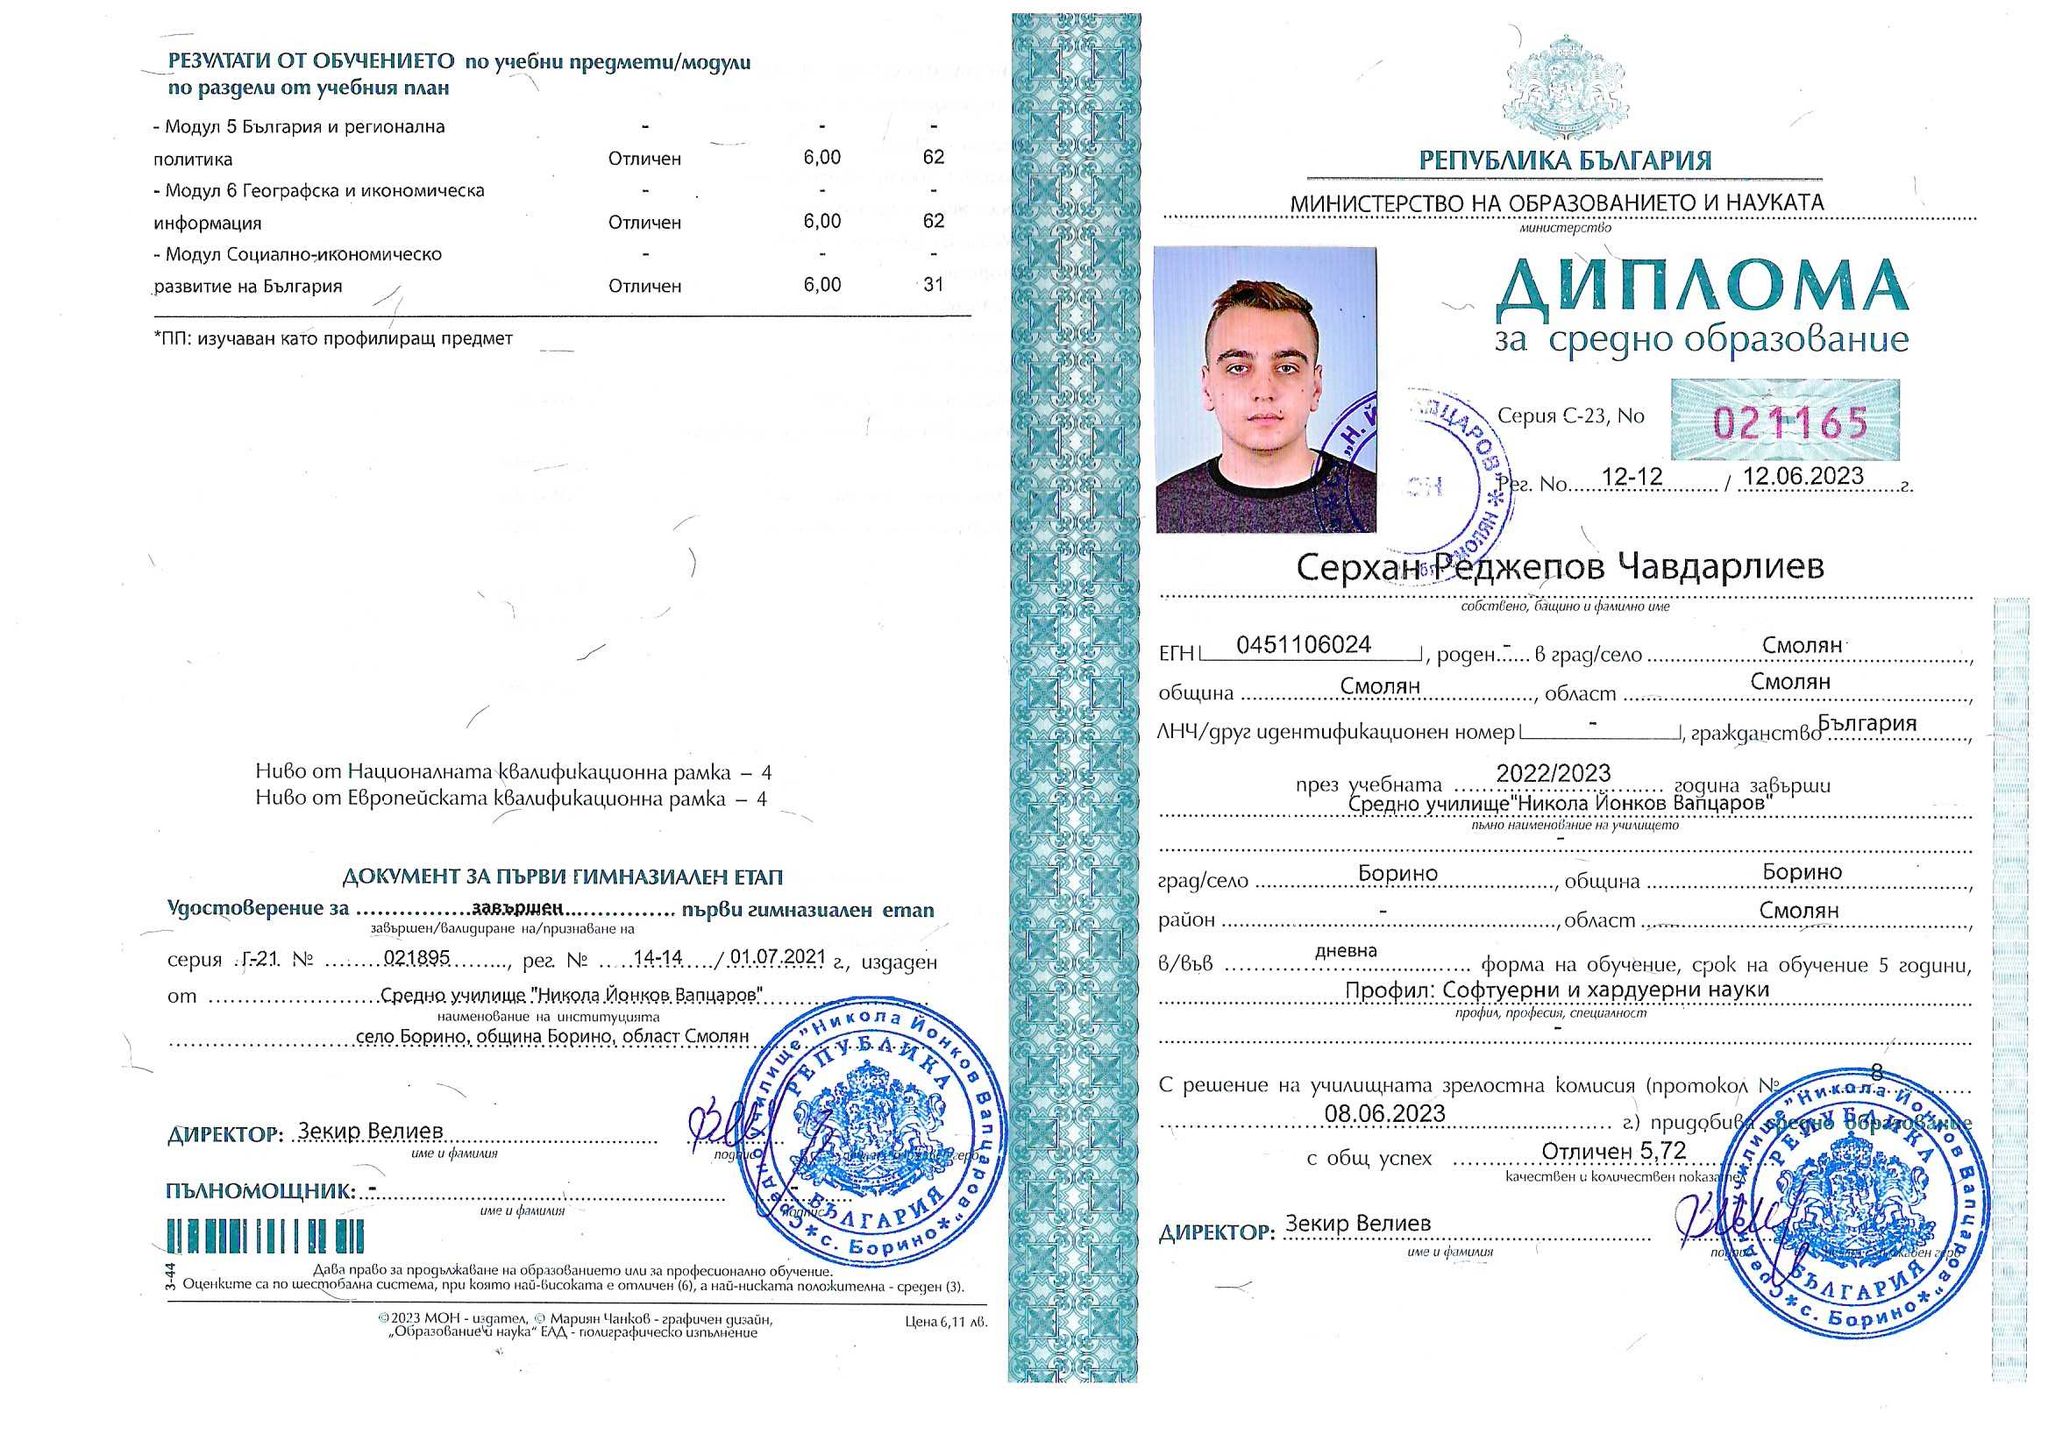 РЕЗУЛТАТИ ОТ ОБУЧЕНИЕТО по учебни предмети/модули
по раздели от учебния план
- Модул 5 България и регионална - - -
политика Отличен 6,00 62
- Модул 6 Географска и икономическа - - -
информация Отличен 6,00 62
- Модул Социално-икономическо - - -
развитие на България Отличен 6,00 31
*ПП: изучаван като профилиращ предмет
Ниво от Националната квалификационна рамка – 4
Ниво от Европейската квалификационна рамка – 4
ДОКУМЕНТ ЗА ПЪРВИ ГИМНАЗИАЛЕН ЕТАП
Удостоверение за завършен първи гимназиален етап
завършен/валидиране на/признаване на
серия Г-21 № 021895, рег. № 14-14 / 01.07.2021 г., издаден
от Средно училище "Никола Йонков Вапцаров"
наименование на институцията
село Борино, община Борино, област Смолян
ДИРЕКТОР: Зекир Велиев
име и фамилия подпис
ПЪЛНОМОЩНИК: -
име и фамилия подпис
Средно училище "Никола Йонков Вапцаров" * с. Борино *
РЕПУБЛИКА БЪЛГАРИЯ
3-44
Дава право за продължаване на образованието или за професионално обучение.
Оценките са по шестобална система, при която най-високата е отличен (6), а най-ниската положителна - среден (3).
©2023 МОН - издател, © Мариян Чанков - графичен дизайн,
„Образование и наука“ ЕАД - полиграфическо изпълнение
Цена 6,11 лв.
РЕПУБЛИКА БЪЛГАРИЯ
МИНИСТЕРСТВО НА ОБРАЗОВАНИЕТО И НАУКАТА
министерство
ДИПЛОМА
за средно образование
Серия С-23, No 021165
Рег. No 12-12 / 12.06.2023 г.
Серхан Реджепов Чавдарлиев
собствено, бащино и фамилно име
ЕГН 0451106024, роден - в град/село Смолян,
община Смолян, област Смолян
ЛНЧ/друг идентификационен номер -, гражданство България,
през учебната 2022/2023 година завърши
Средно училище"Никола Йонков Вапцаров"
пълно наименование на училището
-
град/село Борино, община Борино,
район -, област Смолян,
в/във дневна форма на обучение, срок на обучение 5 години,
Профил: Софтуерни и хардуерни науки
профил, професия, специалност
-
С решение на училищната зрелостна комисия (протокол № 8
08.06.2023 г.) придобива средно образование
с общ успех Отличен 5,72
качествен и количествен показател
ДИРЕКТОР: Зекир Велиев
име и фамилия
Средно училище "Никола Йонков Вапцаров" * с. Борино *
РЕПУБЛИКА БЪЛГАРИЯ